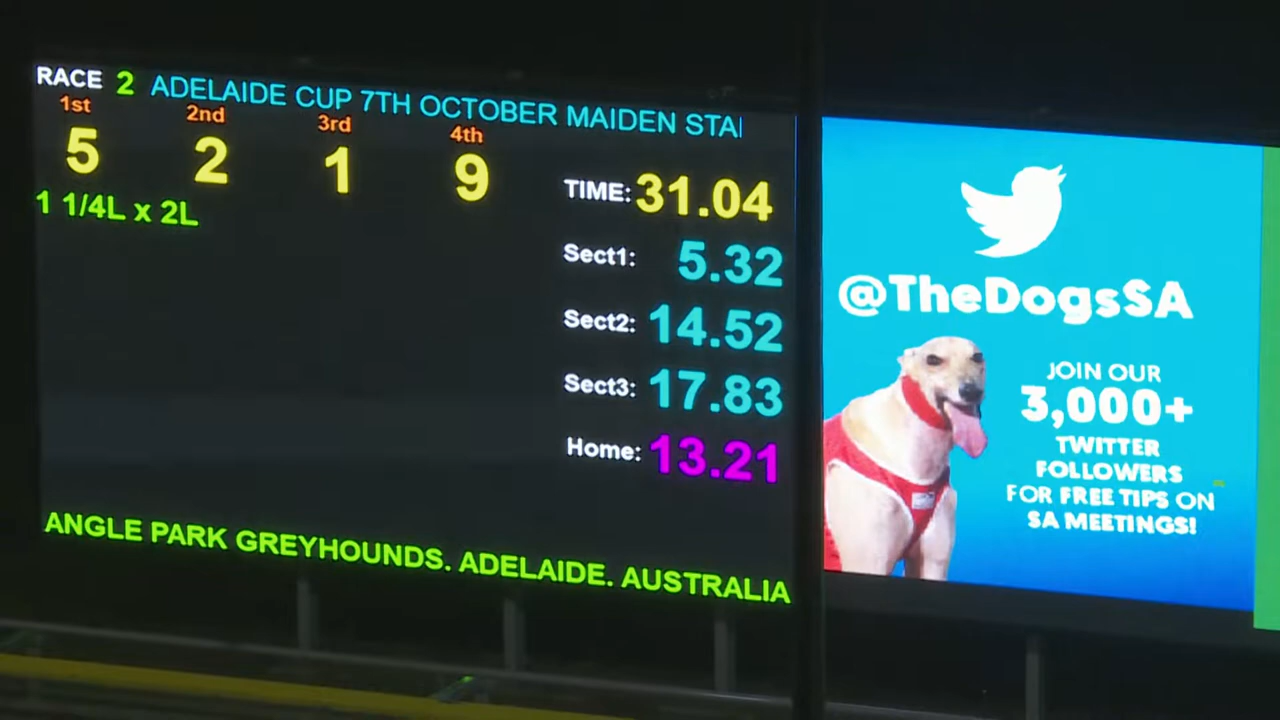 RACE 2 ADELAIDE CUP 7TH OCTOBER MAIDEN STA
1st 2nd 3rd 4th
5 2 1 9
1 1/4L x 2L
TIME: 31.04
Sect1: 5.32
Sect2: 14.52
Sect3: 17.83
Home: 13.21
ANGLE PARK GREYHOUNDS. ADELAIDE. AUSTRALIA
@TheDogsSA
JOIN OUR
3,000+
TWITTER
FOLLOWERS
FOR FREE TIPS ON
SA MEETINGS!